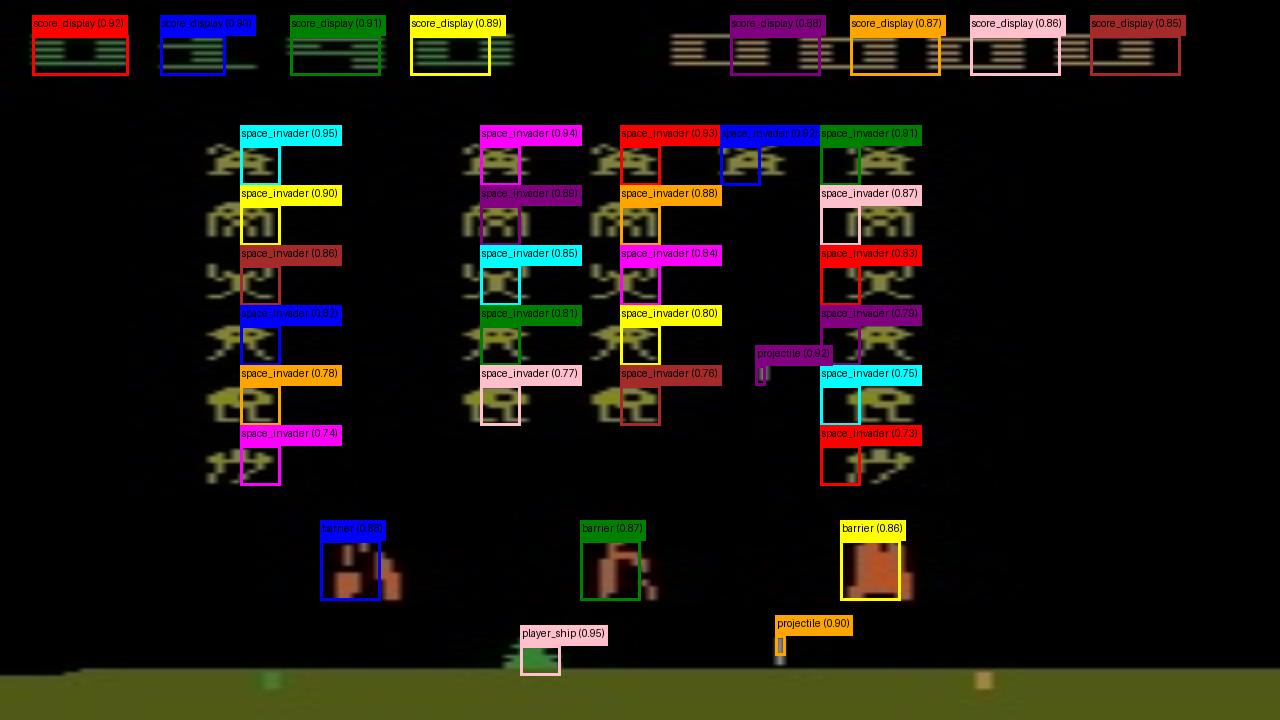 score_display (0.92) score_display (0.90) score_display (0.91) score_display (0.89) score_display (0.88) score_display (0.87) score_display (0.86) score_display (0.85)
space_invader (0.95) space_invader (0.94) space_invader (0.93) space_invader (0.92) space_invader (0.91)
space_invader (0.90) space_invader (0.89) space_invader (0.88) space_invader (0.87)
space_invader (0.86) space_invader (0.85) space_invader (0.84) space_invader (0.83)
space_invader (0.82) space_invader (0.81) space_invader (0.80) space_invader (0.79)
projectile (0.92)
space_invader (0.78) space_invader (0.77) space_invader (0.76) space_invader (0.75)
space_invader (0.74) space_invader (0.73)
barrier (0.88) barrier (0.87) barrier (0.86)
projectile (0.90)
player_ship (0.95)